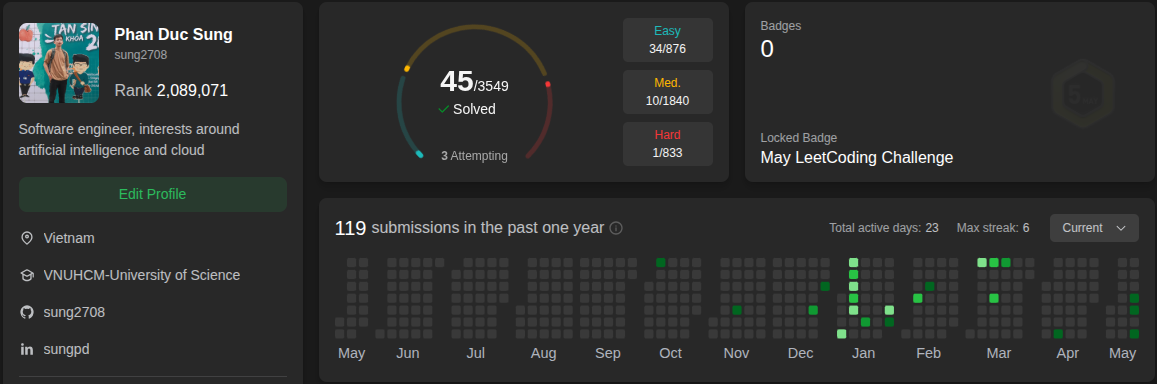 TAN SIN
KHOA
Phan Duc Sung
sung2708
Rank 2,089,071
Software engineer, interests around
artificial intelligence and cloud
Edit Profile
Vietnam
VNUHCM-University of Science
sung2708
sungpd
45/3549
Solved
3 Attempting
Easy
34/876
Med.
10/1840
Hard
1/833
Badges
0
Locked Badge
May LeetCoding Challenge
119 submissions in the past one year
Total active days: 23
Max streak: 6
Current
May Jun Jul Aug Sep Oct Nov Dec Jan Feb Mar Apr May